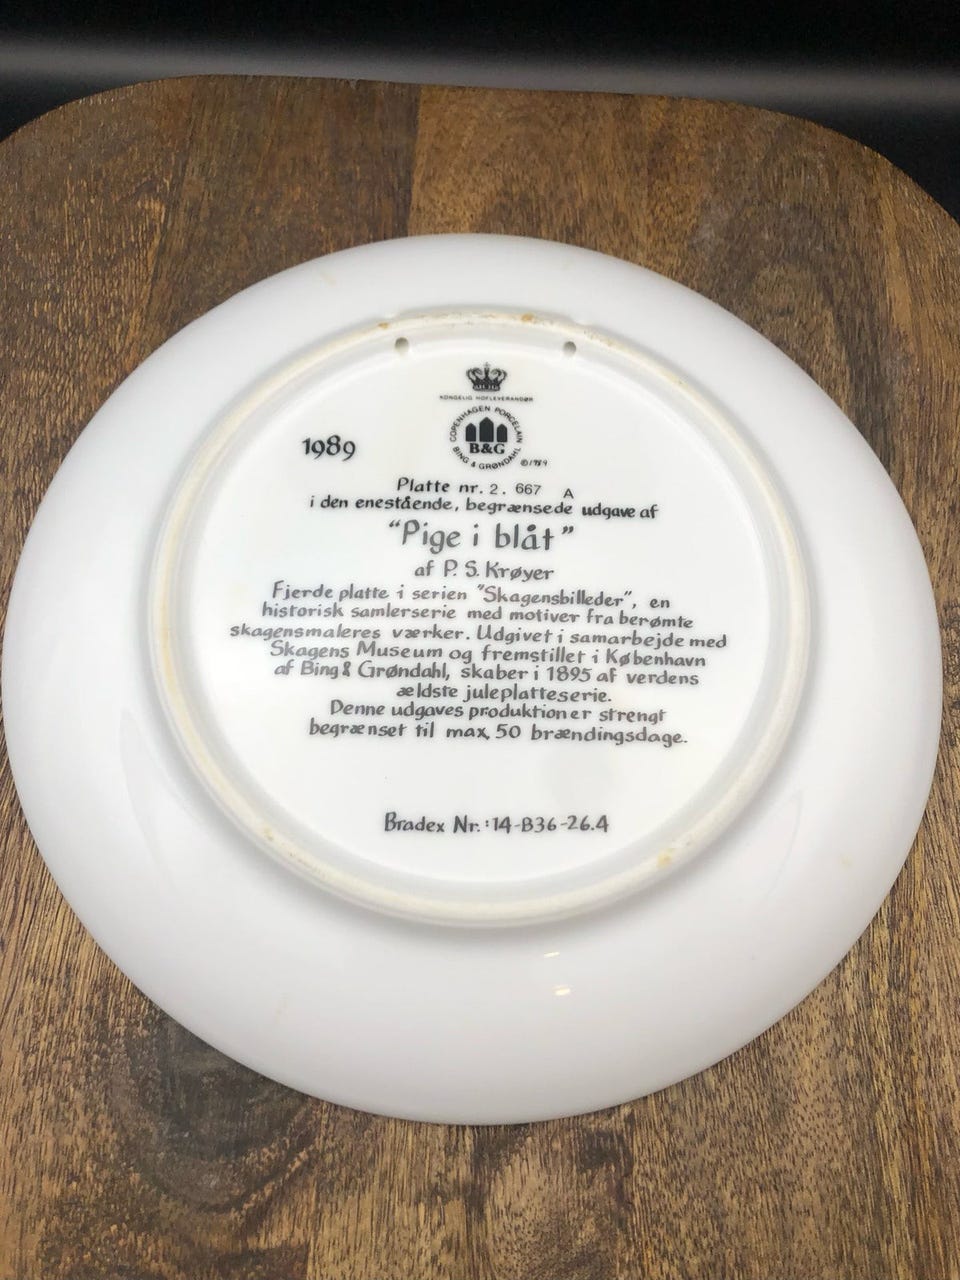 KONGELIG HOFLEVERANDØR
COPENHAGEN PORCELAIN
B&G
BING & GRØNDAHL
© 1989
1989
Platte nr. 2. 667 A
i den enestående, begrænsede udgave af
"Pige i blåt"
af P. S. Krøyer
Fjerde platte i serien "Skagensbilleder", en
historisk samlerserie med motiver fra berømte
skagensmaleres værker. Udgivet i samarbejde med
Skagens Museum og fremstillet i København
af Bing & Grøndahl, skaber i 1895 af verdens
ældste juleplatteserie.
Denne udgaves produktion er strengt
begrænset til max. 50 brændingsdage.
Bradex Nr.: 14-B36-26.4